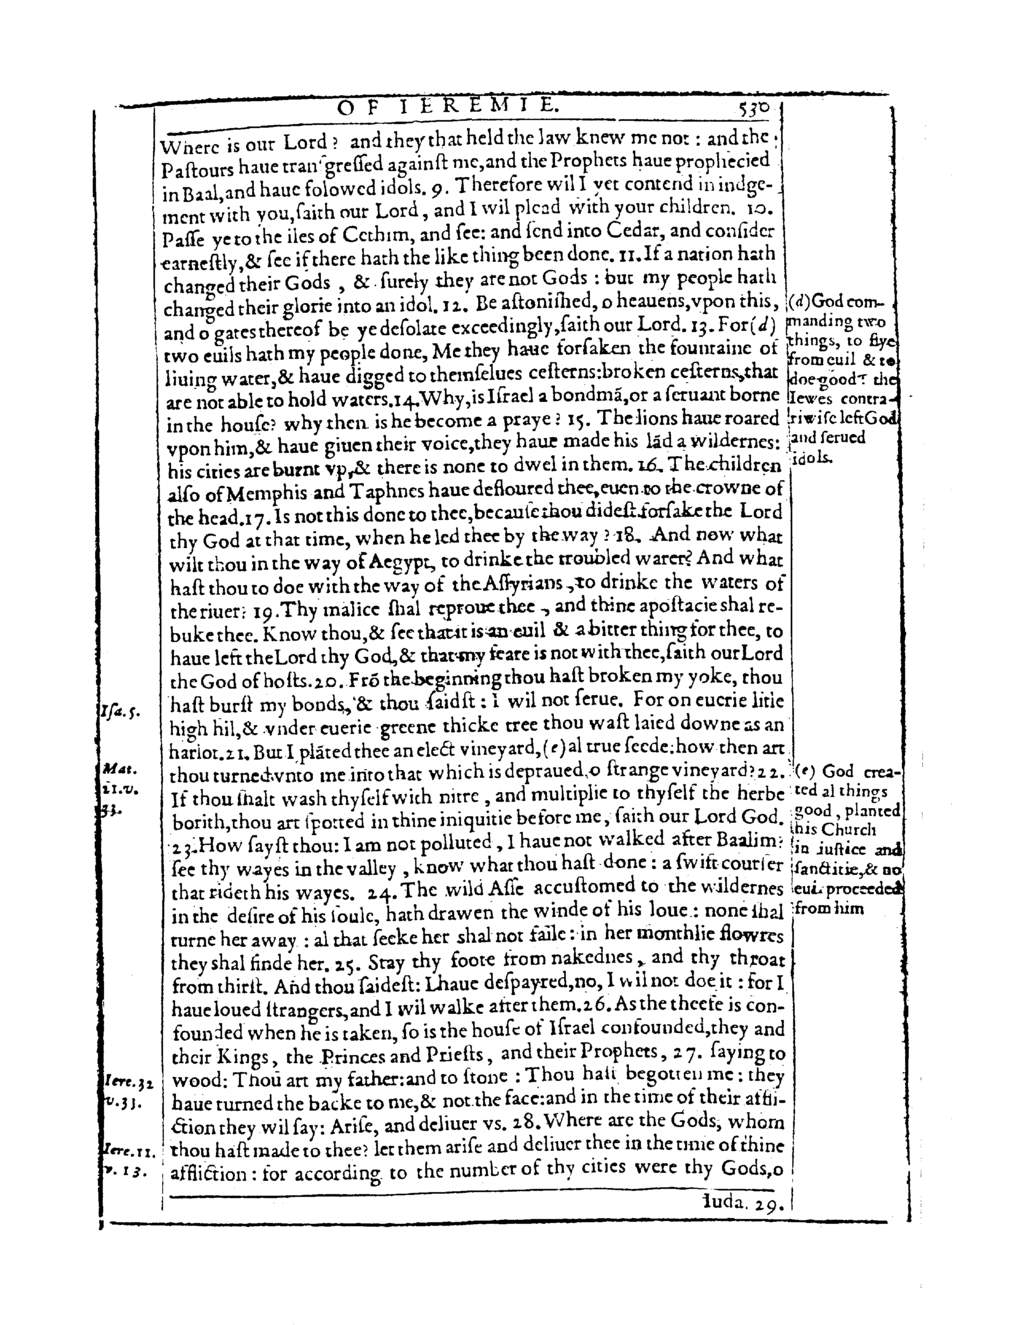 OF IEREMIE. 530
Where is our Lord? and they that held the law knew me not: and the
Paſtours haue tranſgreſſed againſt me, and the Prophets haue prophecied
in Baal, and haue folowed idols. 9. Therefore wil I yet contend in iudge-
ment with you, ſaith our Lord, and I wil plead with your children. 10.
Paſſe ye to the iles of Cethim, and ſee: and ſend into Cedar, and conſider
earneſtly, & ſee if there hath the like thing been done. 11. If a nation hath
changed their Gods, & ſurely they are not Gods: but my people hath
changed their glorie into an idol. 12. Be aſtoniſhed, o heauens, vpon this,
and o gates thereof be ye deſolate exceedingly, ſaith our Lord. 13. For (d)
two euils hath my people done, Me they haue forſaken the fountaine of
liuing water, & haue digged to themſelues ceſterns: broken ceſterns, that
are not able to hold waters. 14. Why, is Iſrael a bondmã, or a ſeruant borne
in the houſe? why then is he become a praye? 15. The lions haue roared
vpon him, & haue giuen their voice, they haue made his lãd a wildernes:
his cities are burnt vp, & there is none to dwel in them. 16. The children
alſo of Memphis and Taphnes haue defloured thee, euen to the crowne of
the head. 17. Is not this done to thee, becauſe thou dideſt forſake the Lord
thy God at that time, when he led thee by the way? 18. And now what
wilt thou in the way of Aegypt, to drinke the troubled water? And what
haſt thou to doe with the way of the Aſſyrians, to drinke the waters of
the riuer? 19. Thy malice ſhal reproue thee, and thine apoſtacie shal re-
buke thee. Know thou, & ſee that it is an euil & a bitter thing for thee, to
haue left the Lord thy God, & that my feare is not with thee, ſaith our Lord
the God of hoſts. 20. Frõ the beginning thou haſt broken my yoke, thou
haſt burſt my bonds, & thou ſaidſt: I wil not ſerue. For on euerie litle
high hil, & vnder euerie greene thicke tree thou waſt laied downe as an
harlot. 21. But I plãted thee an elect vineyard, (e) al true ſeede: how then art
thou turned vnto me into that which is depraued, o ſtrange vineyard? 22.
If thou ſhalt wash thyſelf with nitre, and multiplie to thyſelf the herbe
borith, thou art ſpotted in thine iniquitie before me, ſaith our Lord God.
23. How ſayſt thou: I am not polluted, I haue not walked after Baalim?
ſee thy wayes in the valley, know what thou haſt done: a ſwift courſer
that rideth his wayes. 24. The wild Aſſe accuſtomed to the wildernes
in the deſire of his ſoule, hath drawen the winde of his loue: none ſhal
turne her away: al that ſeeke her shal not faile: in her monthlie flowres
they shal finde her. 25. Stay thy foote from nakednes, and thy throat
from thirſt. And thou ſaideſt: I haue deſpayred, no, I wil not doe it: for I
haue loued ſtrangers, and I wil walke after them. 26. As the theefe is con-
founded when he is taken, ſo is the houſe of Iſrael confounded, they and
their Kings, the Princes and Prieſts, and their Prophets, 27. ſaying to
wood: Thou art my father: and to ſtone: Thou haſt begotten me: they
haue turned the backe to me, & not the face: and in the time of their affli-
ction they wil ſay: Ariſe, and deliuer vs. 28. Where are the Gods, whom
thou haſt made to thee? let them ariſe and deliuer thee in the time of thine
affliction: for according to the number of thy cities were thy Gods, o
Iuda. 29.
(d) God com-
manding two
things, to flye
from euil & to
doe good: the
Iewes contra-
riwiſe left God
and ſerued
idols.
(e) God crea-
ted al things
good, planted
his Church
in iuſtice and
ſanctitie, & no
euil proceeded
from him
Iſa. 5.
Mat.
21. v.
33.
Iere. 32
v. 33.
Iere. 11.
v. 13.